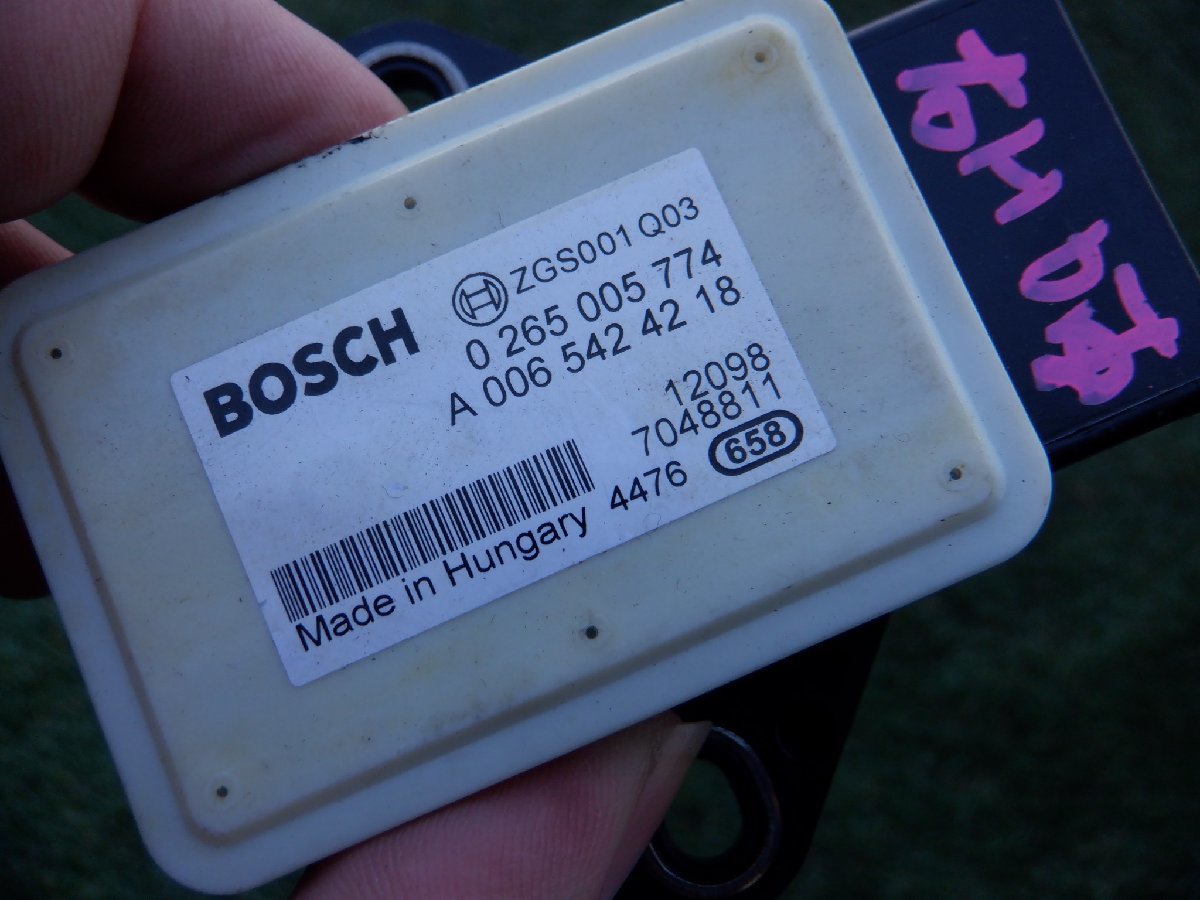 BOSCH
ZGS001 Q03
0 265 005 774
A 006 542 42 18
12098
7048811
4476 658
Made in Hungary